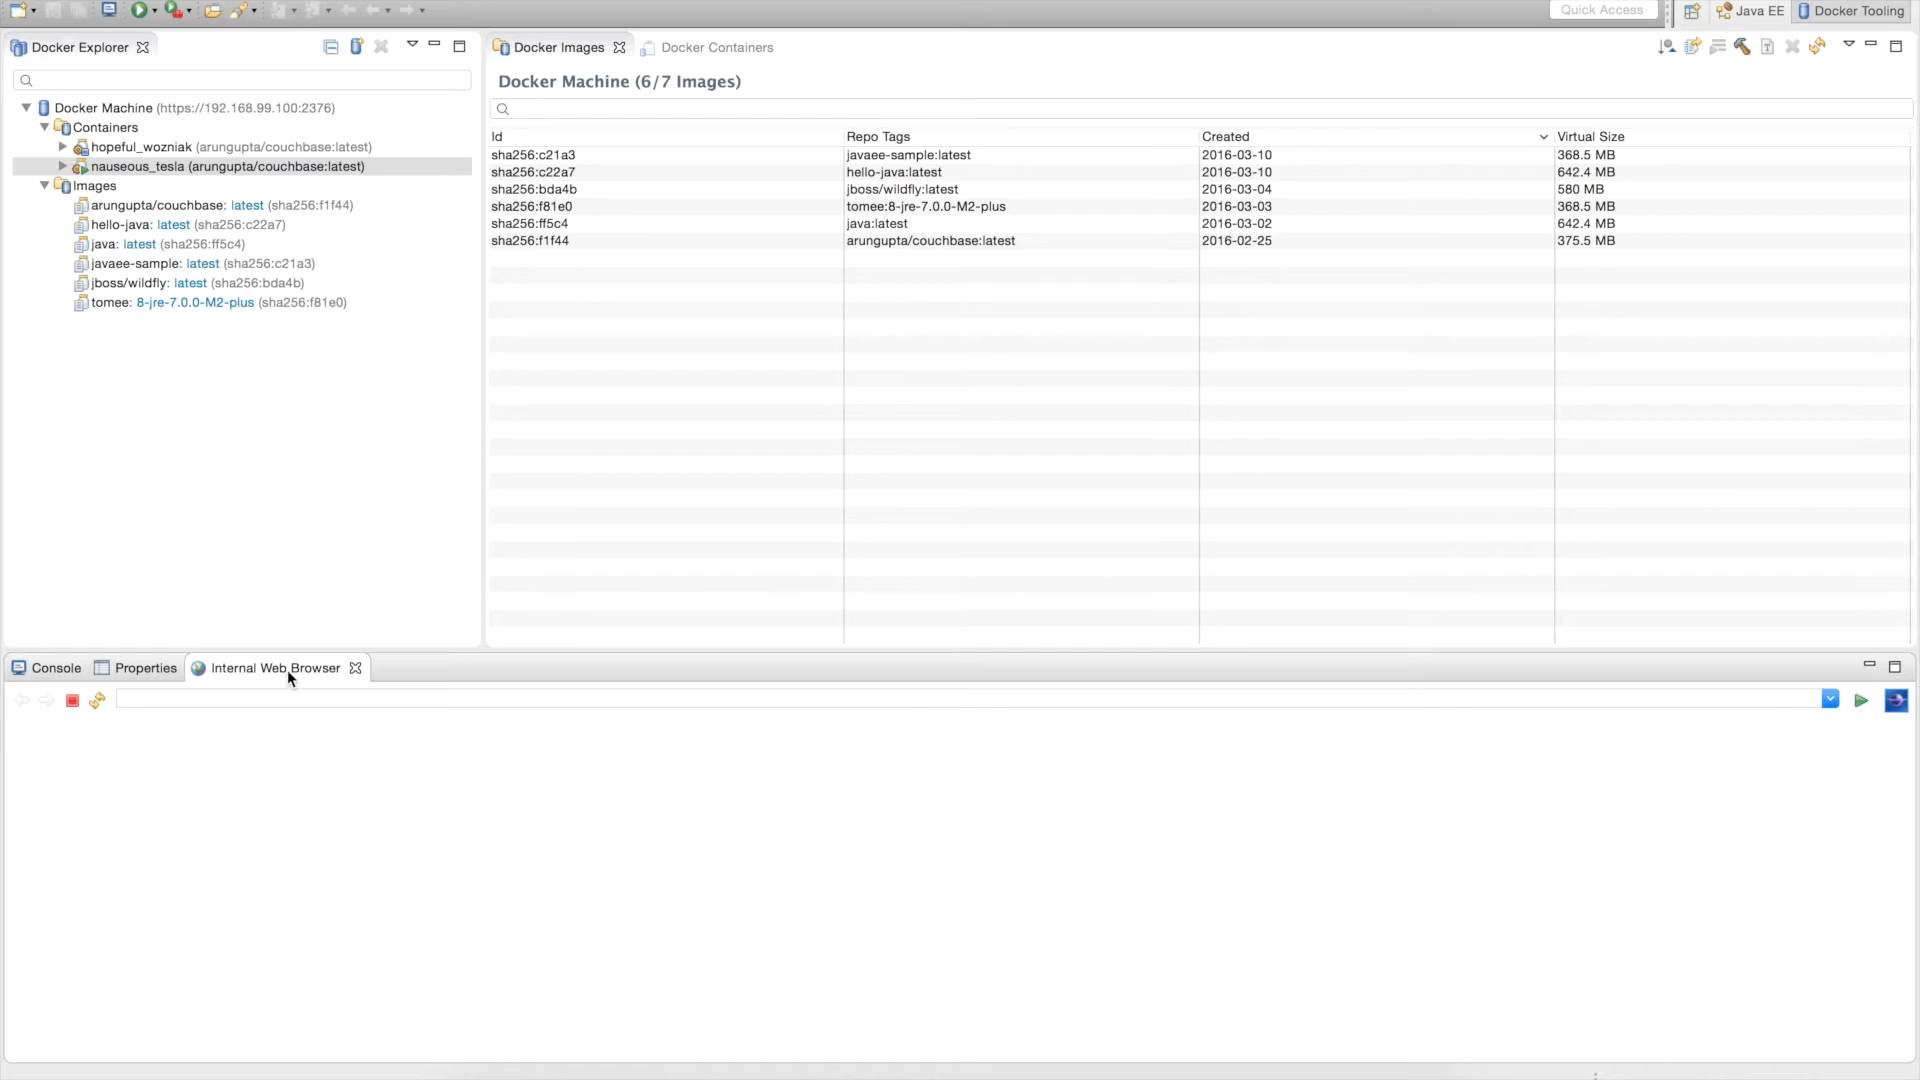 Quick Access
Java EE
Docker Tooling
Docker Explorer
Docker Machine (https://192.168.99.100:2376)
Containers
hopeful_wozniak (arungupta/couchbase:latest)
nauseous_tesla (arungupta/couchbase:latest)
Images
arungupta/couchbase: latest (sha256:f1f44)
hello-java: latest (sha256:c22a7)
java: latest (sha256:ff5c4)
javaee-sample: latest (sha256:c21a3)
jboss/wildfly: latest (sha256:bda4b)
tomee: 8-jre-7.0.0-M2-plus (sha256:f81e0)
Docker Images
Docker Containers
Docker Machine (6/7 Images)
Id Repo Tags Created Virtual Size
sha256:c21a3 javaee-sample:latest 2016-03-10 368.5 MB
sha256:c22a7 hello-java:latest 2016-03-10 642.4 MB
sha256:bda4b jboss/wildfly:latest 2016-03-04 580 MB
sha256:f81e0 tomee:8-jre-7.0.0-M2-plus 2016-03-03 368.5 MB
sha256:ff5c4 java:latest 2016-03-02 642.4 MB
sha256:f1f44 arungupta/couchbase:latest 2016-02-25 375.5 MB
Console
Properties
Internal Web Browser